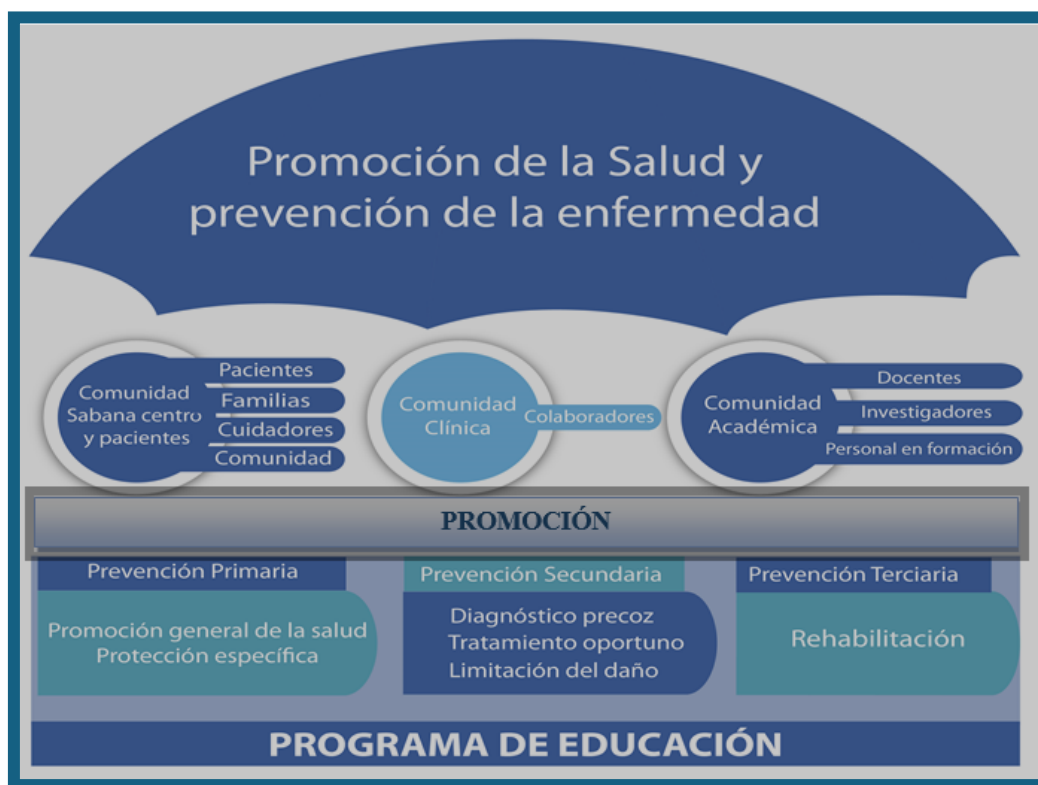 Promoción de la Salud y
prevención de la enfermedad
Comunidad
Sabana centro
y pacientes
Pacientes
Familias
Cuidadores
Comunidad
Comunidad
Clínica
Colaboradores
Comunidad
Académica
Docentes
Investigadores
Personal en formación
PROMOCIÓN
Prevención Primaria
Promoción general de la salud
Protección específica
Prevención Secundaria
Diagnóstico precoz
Tratamiento oportuno
Limitación del daño
Prevención Terciaria
Rehabilitación
PROGRAMA DE EDUCACIÓN